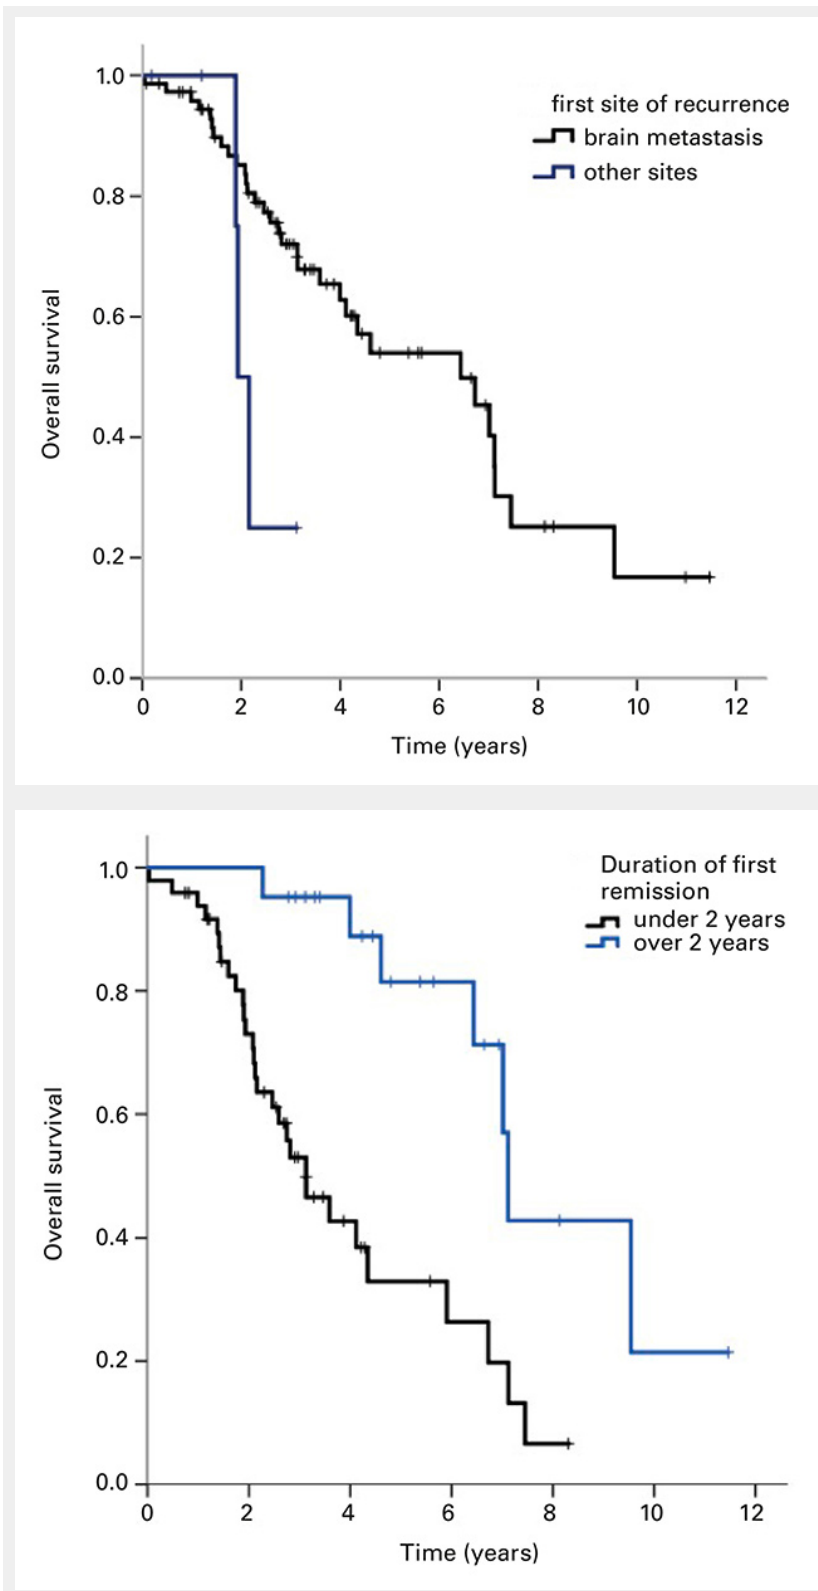 first site of recurrence
brain metastasis
other sites
1.0
0.8
0.6
0.4
0.2
0.0
Overall survival
0 2 4 6 8 10 12
Time (years)
Duration of first
remission
under 2 years
over 2 years
1.0
0.8
0.6
0.4
0.2
0.0
Overall survival
0 2 4 6 8 10 12
Time (years)